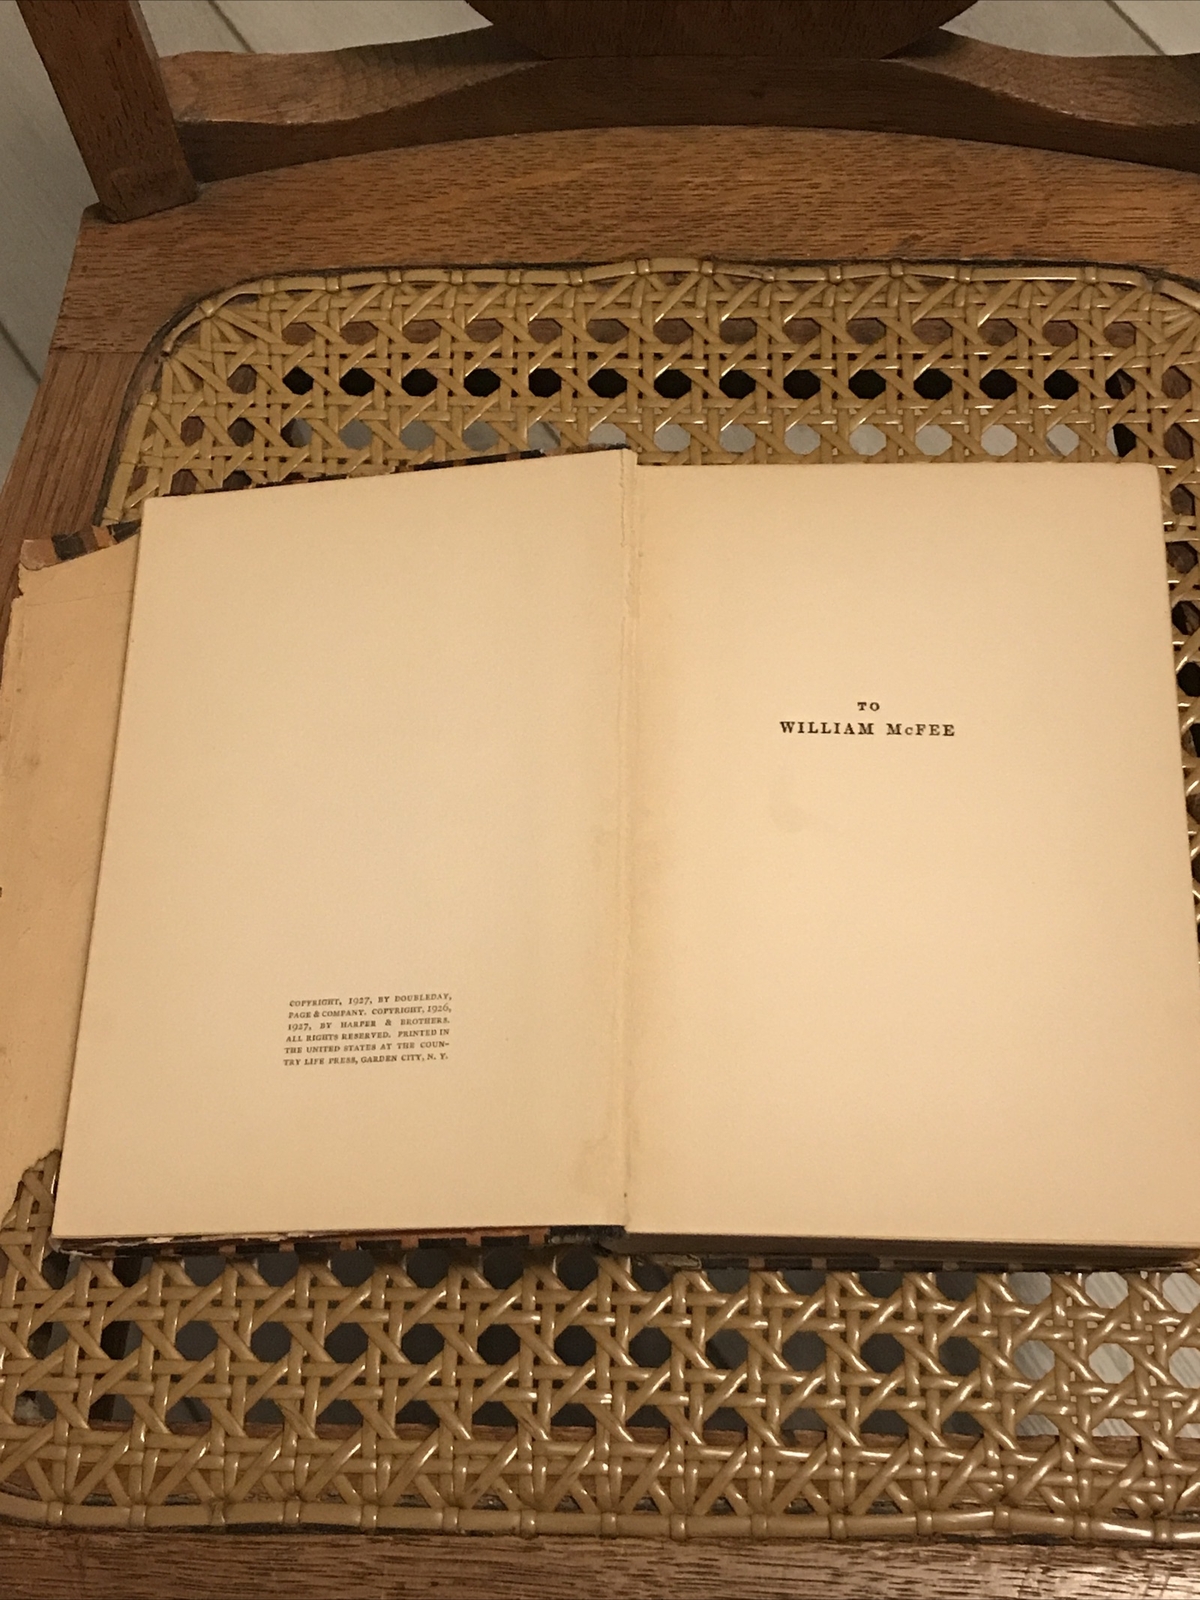 COPYRIGHT, 1927, BY DOUBLEDAY,
PAGE & COMPANY. COPYRIGHT, 1926,
1927, BY HARPER & BROTHERS.
ALL RIGHTS RESERVED. PRINTED IN
THE UNITED STATES AT THE COUN-
TRY LIFE PRESS, GARDEN CITY, N. Y.
TO
WILLIAM McFEE